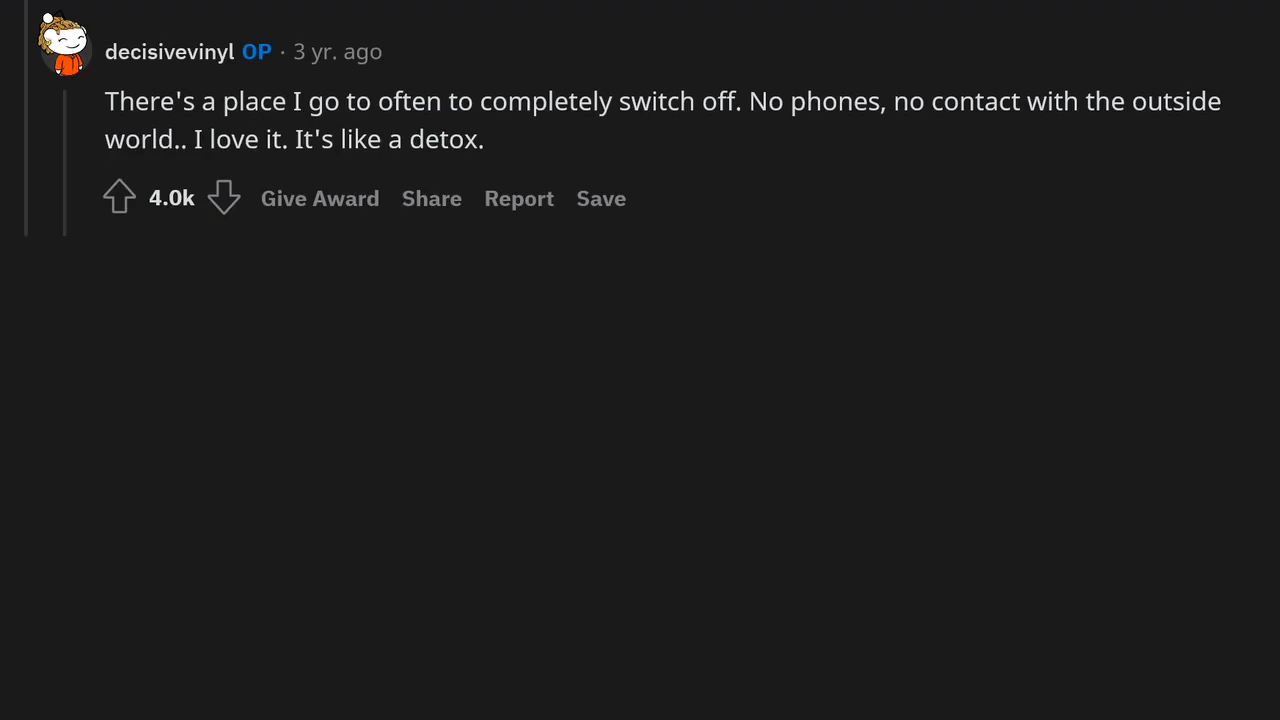 decisivevinyl OP · 3 yr. ago
There's a place I go to often to completely switch off. No phones, no contact with the outside
world.. I love it. It's like a detox.
4.0k Give Award Share Report Save